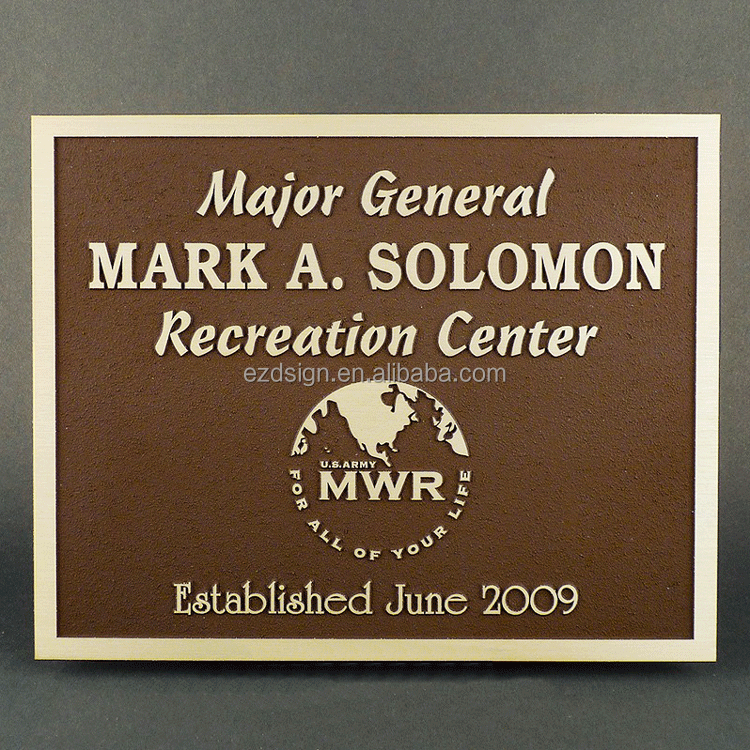 Major General
MARK A. SOLOMON
Recreation Center
ezdsign.en.alibaba.com
U.S.ARMY
MWR
FOR ALL OF YOUR LIFE
Established June 2009